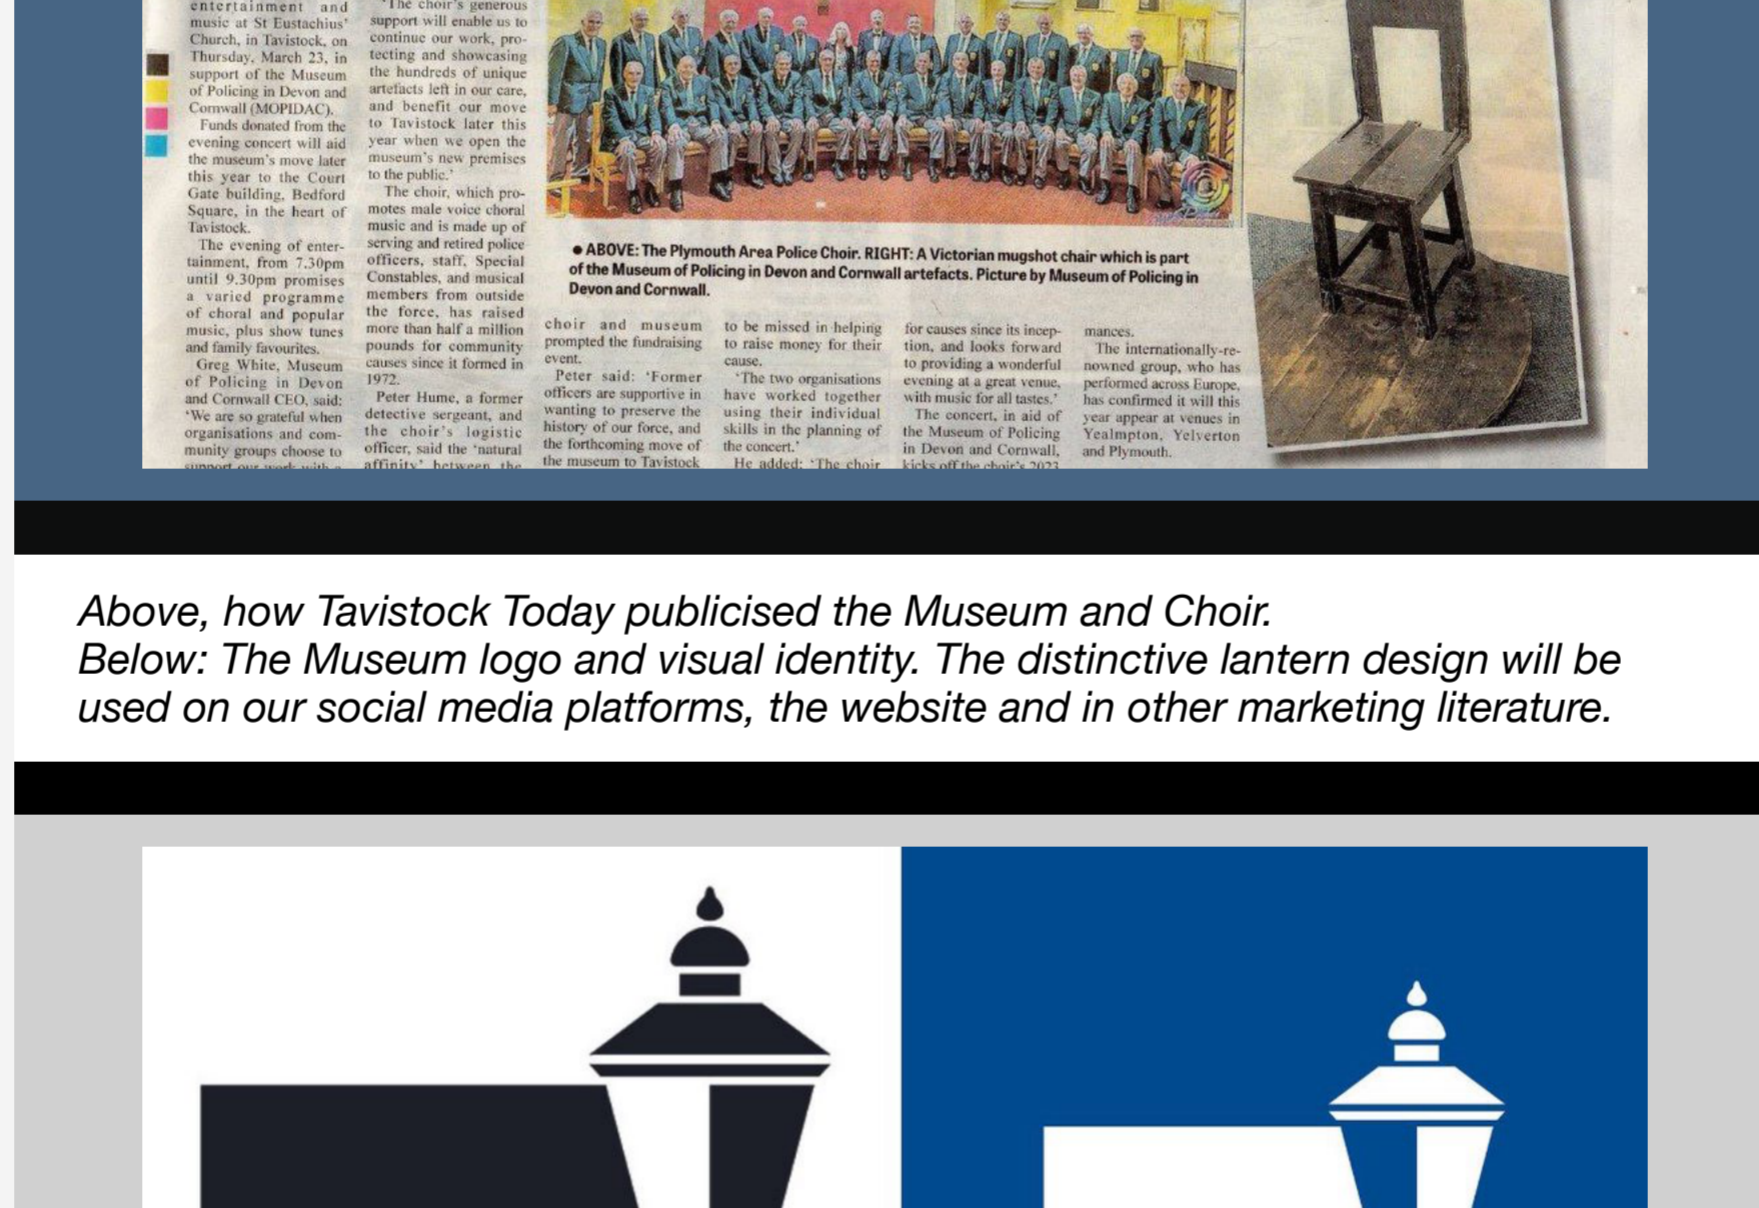 entertainment and
music at St Eustachius'
Church, in Tavistock, on
Thursday, March 23, in
support of the Museum
of Policing in Devon and
Cornwall (MOPIDAC).
Funds donated from the
evening concert will aid
the museum's move later
this year to the Court
Gate building, Bedford
Square, in the heart of
Tavistock.
The evening of enter-
tainment, from 7.30pm
until 9.30pm promises
a varied programme
of choral and popular
music, plus show tunes
and family favourites.
Greg White, Museum
of Policing in Devon
and Cornwall CEO, said:
'We are so grateful when
organisations and com-
munity groups choose to
support our work with a
'The choir's generous
support will enable us to
continue our work, pro-
tecting and showcasing
the hundreds of unique
artefacts left in our care,
and benefit our move
to Tavistock later this
year when we open the
museum's new premises
to the public.'
The choir, which pro-
motes male voice choral
music and is made up of
serving and retired police
officers, staff, Special
Constables, and musical
members from outside
the force, has raised
more than half a million
pounds for community
causes since it formed in
1972.
Peter Hume, a former
detective sergeant, and
the choir's logistic
officer, said the 'natural
affinity' between the
● ABOVE: The Plymouth Area Police Choir. RIGHT: A Victorian mugshot chair which is part
of the Museum of Policing in Devon and Cornwall artefacts. Picture by Museum of Policing in
Devon and Cornwall.
choir and museum
prompted the fundraising
event.
Peter said: 'Former
officers are supportive in
wanting to preserve the
history of our force, and
the forthcoming move of
the museum to Tavistock
to be missed in helping
to raise money for their
cause.
'The two organisations
have worked together
using their individual
skills in the planning of
the concert.'
He added: 'The choir
for causes since its incep-
tion, and looks forward
to providing a wonderful
evening at a great venue,
with music for all tastes.'
The concert, in aid of
the Museum of Policing
in Devon and Cornwall,
kicks off the choir's 2023
mances.
The internationally-re-
nowned group, who has
performed across Europe,
has confirmed it will this
year appear at venues in
Yealmpton, Yelverton
and Plymouth.
Above, how Tavistock Today publicised the Museum and Choir.
Below: The Museum logo and visual identity. The distinctive lantern design will be
used on our social media platforms, the website and in other marketing literature.